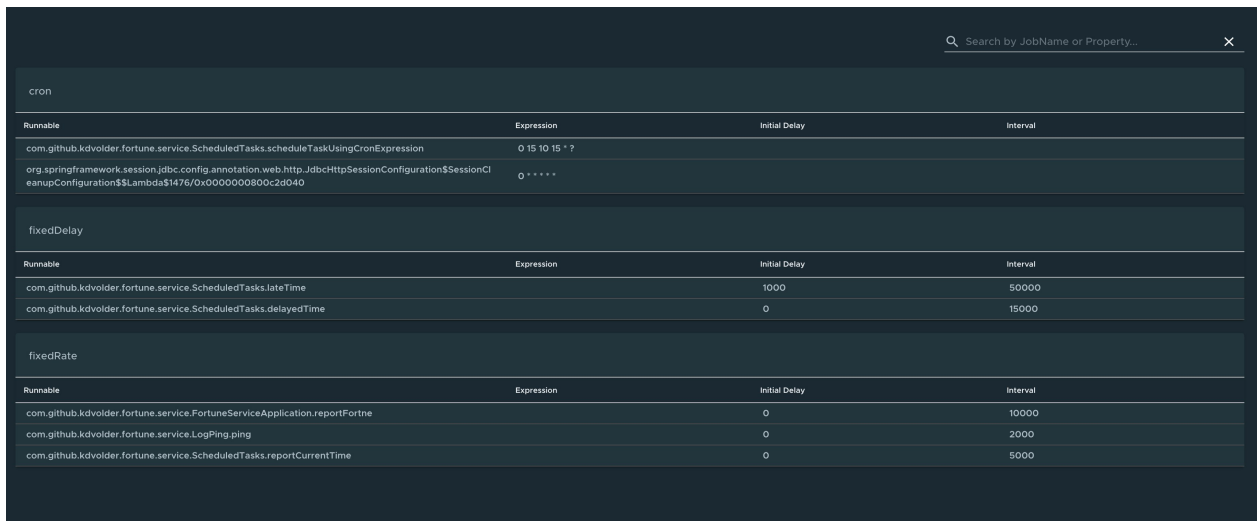 Search by JobName or Property...
cron
Runnable Expression Initial Delay Interval
com.github.kdvolder.fortune.service.ScheduledTasks.scheduleTaskUsingCronExpression 0 15 10 15 * ?
org.springframework.session.jdbc.config.annotation.web.http.JdbcHttpSessionConfiguration$SessionCl
eanupConfiguration$$Lambda$1476/0x0000000800c2d040 0 * * * * *
fixedDelay
Runnable Expression Initial Delay Interval
com.github.kdvolder.fortune.service.ScheduledTasks.lateTime 1000 50000
com.github.kdvolder.fortune.service.ScheduledTasks.delayedTime 0 15000
fixedRate
Runnable Expression Initial Delay Interval
com.github.kdvolder.fortune.service.FortuneServiceApplication.reportFortne 0 10000
com.github.kdvolder.fortune.service.LogPing.ping 0 2000
com.github.kdvolder.fortune.service.ScheduledTasks.reportCurrentTime 0 5000